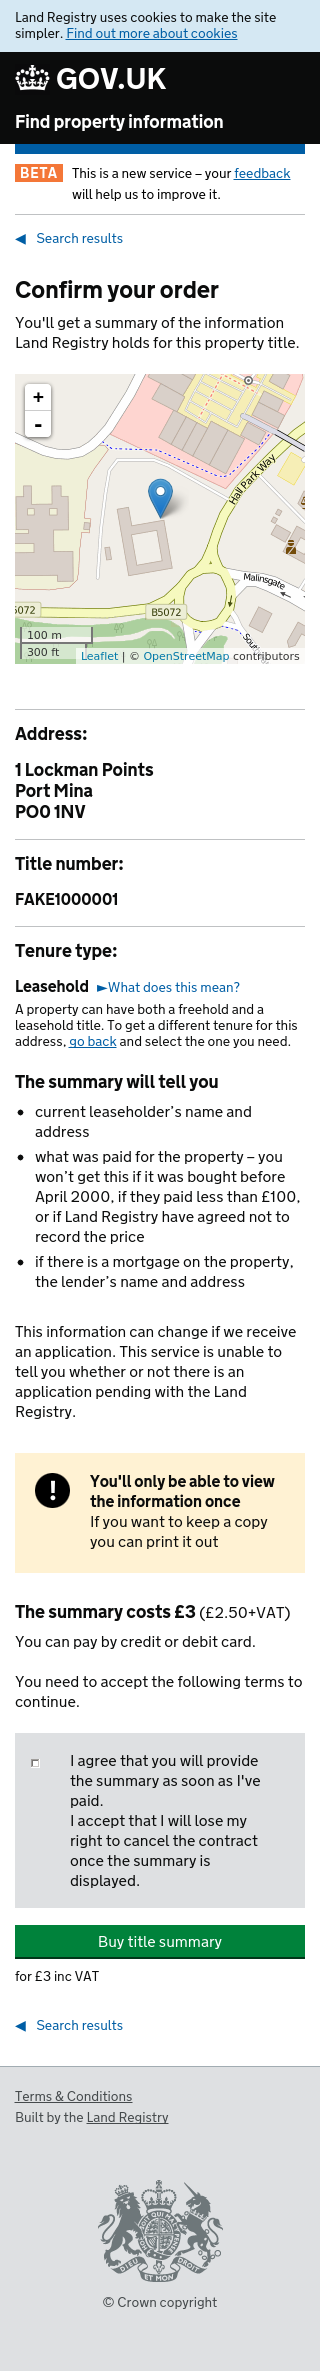 Land Registry uses cookies to make the site
simpler. Find out more about cookies
GOV.UK
Find property information
BETA This is a new service – your feedback
will help us to improve it.
◀ Search results
Confirm your order
You'll get a summary of the information
Land Registry holds for this property title.
+
-
Hall Park Way
Malinsgate
B5072
5072
South
100 m
300 ft
Leaflet | © OpenStreetMap contributors
Address:
1 Lockman Points
Port Mina
PO0 1NV
Title number:
FAKE1000001
Tenure type:
Leasehold ►What does this mean?
A property can have both a freehold and a
leasehold title. To get a different tenure for this
address, go back and select the one you need.
The summary will tell you
• current leaseholder’s name and
address
• what was paid for the property – you
won’t get this if it was bought before
April 2000, if they paid less than £100,
or if Land Registry have agreed not to
record the price
• if there is a mortgage on the property,
the lender’s name and address
This information can change if we receive
an application. This service is unable to
tell you whether or not there is an
application pending with the Land
Registry.
! You'll only be able to view
the information once
If you want to keep a copy
you can print it out
The summary costs £3 (£2.50+VAT)
You can pay by credit or debit card.
You need to accept the following terms to
continue.
I agree that you will provide
the summary as soon as I've
paid.
I accept that I will lose my
right to cancel the contract
once the summary is
displayed.
Buy title summary
for £3 inc VAT
◀ Search results
Terms & Conditions
Built by the Land Registry
DIEU ET MON DROIT
© Crown copyright